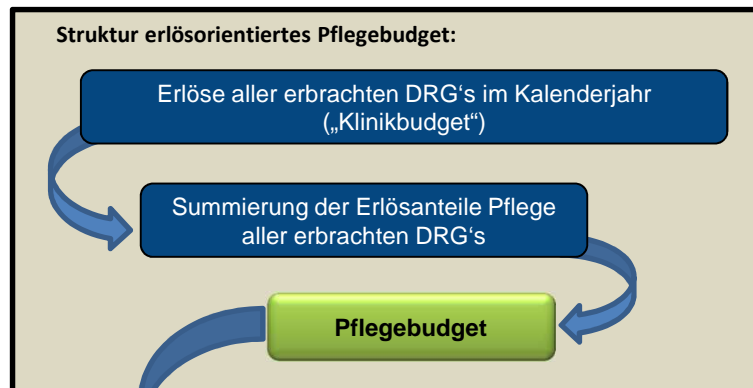 Struktur erlösorientiertes Pflegebudget:
Erlöse aller erbrachten DRG‘s im Kalenderjahr
(„Klinikbudget“)
Summierung der Erlösanteile Pflege
aller erbrachten DRG‘s
Pflegebudget